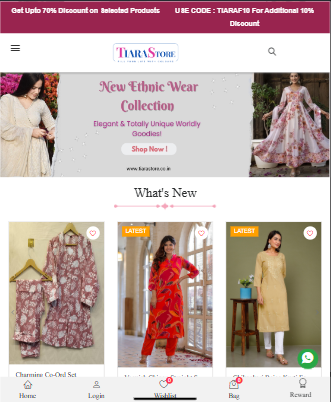 Get Upto 70% Discount on Selected Products
USE CODE : TIARAF10 For Additional 10%
Discount
TIARASTORE
New Ethnic Wear
Collection
Elegant & Totally Unique Worldly
Goodies!
Shop Now !
www.tiarastore.co.in
What's New
LATEST
LATEST
Charming Co-Ord Set
0
0
Home
Login
Wishlist
Bag
Reward